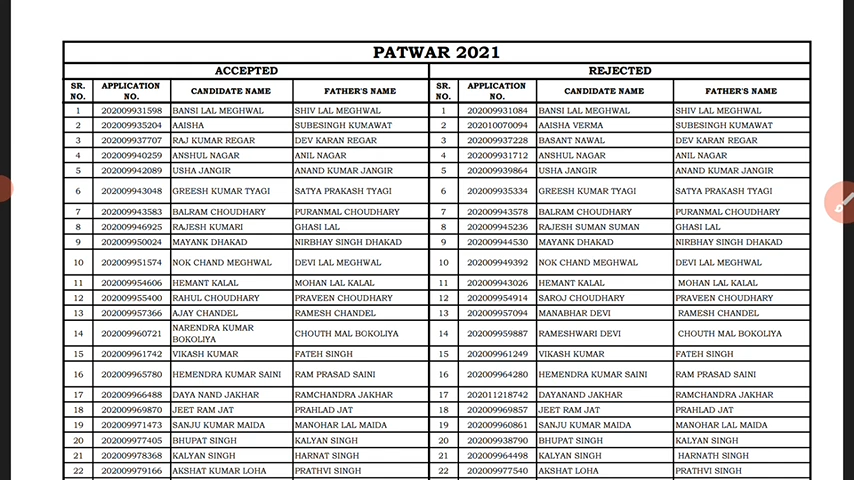 PATWAR 2021
ACCEPTED REJECTED
SR. NO. APPLICATION NO. CANDIDATE NAME FATHER'S NAME SR. NO. APPLICATION NO. CANDIDATE NAME FATHER'S NAME
1 202009931598 BANSI LAL MEGHWAL SHIV LAL MEGHWAL 1 202009931084 BANSI LAL MEGHWAL SHIV LAL MEGHWAL
2 202009935204 AAISHA SUBESINGH KUMAWAT 2 202010070094 AAISHA VERMA SUBESINGH KUMAWAT
3 202009937707 RAJ KUMAR REGAR DEV KARAN REGAR 3 202009937228 BASANT NAWAL DEV KARAN REGAR
4 202009940259 ANSHUL NAGAR ANIL NAGAR 4 202009931712 ANSHUL NAGAR ANIL NAGAR
5 202009942089 USHA JANGIR ANAND KUMAR JANGIR 5 202009939864 USHA JANGIR ANAND KUMAR JANGIR
6 202009943048 GREESH KUMAR TYAGI SATYA PRAKASH TYAGI 6 202009935334 GREESH KUMAR TYAGI SATYA PRAKASH TYAGI
7 202009943583 BALRAM CHOUDHARY PURANMAL CHOUDHARY 7 202009943578 BALRAM CHOUDHARY PURANMAL CHOUDHARY
8 202009946925 RAJESH KUMARI GHASI LAL 8 202009945236 RAJESH SUMAN SUMAN GHASI LAL
9 202009950024 MAYANK DHAKAD NIRBHAY SINGH DHAKAD 9 202009944530 MAYANK DHAKAD NIRBHAY SINGH DHAKAD
10 202009951574 NOK CHAND MEGHWAL DEVI LAL MEGHWAL 10 202009949392 NOK CHAND MEGHWAL DEVI LAL MEGHWAL
11 202009954606 HEMANT KALAL MOHAN LAL KALAL 11 202009943026 HEMANT KALAL MOHAN LAL KALAL
12 202009955400 RAHUL CHOUDHARY PRAVEEN CHOUDHARY 12 202009954914 SAROJ CHOUDHARY PRAVEEN CHOUDHARY
13 202009957366 AJAY CHANDEL RAMESH CHANDEL 13 202009957094 MANABHAR DEVI RAMESH CHANDEL
14 202009960721 NARENDRA KUMAR BOKOLIYA CHOUTH MAL BOKOLIYA 14 202009959887 RAMESHWARI DEVI CHOUTH MAL BOKOLIYA
15 202009961742 VIKASH KUMAR FATEH SINGH 15 202009961249 VIKASH KUMAR FATEH SINGH
16 202009965780 HEMENDRA KUMAR SAINI RAM PRASAD SAINI 16 202009964280 HEMENDRA KUMAR SAINI RAM PRASAD SAINI
17 202009966488 DAYA NAND JAKHAR RAMCHANDRA JAKHAR 17 202011218742 DAYANAND JAKHAR RAMCHANDRA JAKHAR
18 202009969870 JEET RAM JAT PRAHLAD JAT 18 202009969857 JEET RAM JAT PRAHLAD JAT
19 202009971473 SANJU KUMAR MAIDA MANOHAR LAL MAIDA 19 202009960861 SANJU KUMAR MAIDA MANOHAR LAL MAIDA
20 202009977405 BHUPAT SINGH KALYAN SINGH 20 202009938790 BHUPAT SINGH KALYAN SINGH
21 202009978368 KALYAN SINGH HARNAT SINGH 21 202009964498 KALYAN SINGH HARNATH SINGH
22 202009979166 AKSHAT KUMAR LOHA PRATHVI SINGH 22 202009977540 AKSHAT LOHA PRATHVI SINGH